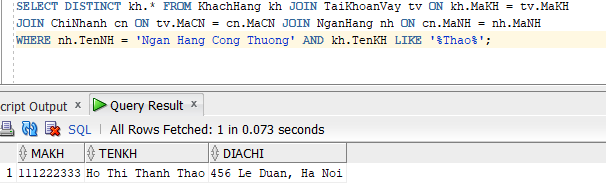 SELECT DISTINCT kh.* FROM KhachHang kh JOIN TaiKhoanVay tv ON kh.MaKH = tv.MaKH
JOIN ChiNhanh cn ON tv.MaCN = cn.MaCN JOIN NganHang nh ON cn.MaNH = nh.MaNH
WHERE nh.TenNH = 'Ngan Hang Cong Thuong' AND kh.TenKH LIKE '%Thao%';
cript Output × Query Result ×
SQL | All Rows Fetched: 1 in 0.073 seconds
MAKH TENKH DIACHI
1 111222333 Ho Thi Thanh Thao 456 Le Duan, Ha Noi